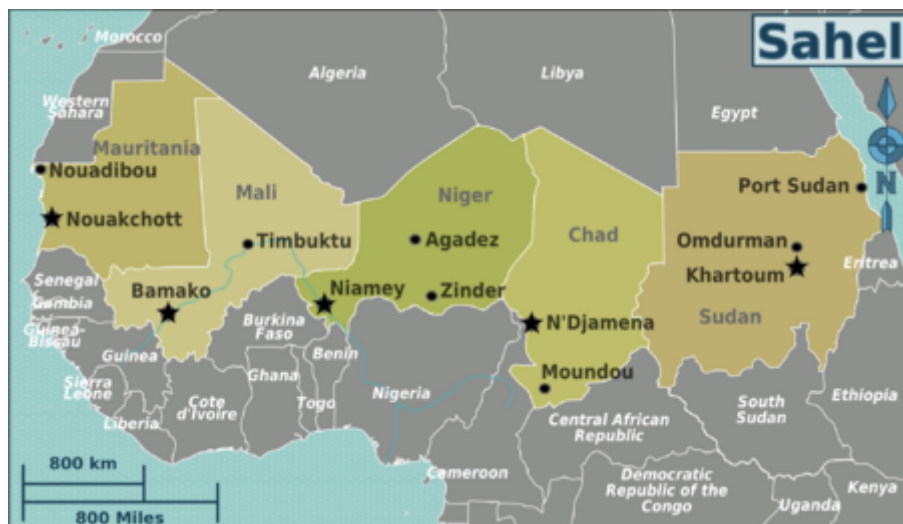 Sahel
Morocco
Algeria
Libya
Egypt
Western
Sahara
Mauritania
Nouadibou
Nouakchott
Mali
Timbuktu
Niger
Agadez
Chad
Port Sudan
N
Omdurman
Khartoum
Eritrea
Sudan
Senegal
Gambia
Guinea-
Bissau
Bamako
Niamey
Zinder
N'Djamena
Burkina
Faso
Guinea
Benin
Sierra
Leone
Ghana
Nigeria
Moundou
Cote
d'Ivoire
Togo
Liberia
Central African
Republic
South
Sudan
Ethiopia
Cameroon
Democratic
Republic of the
Congo
Uganda
Kenya
800 km
800 Miles